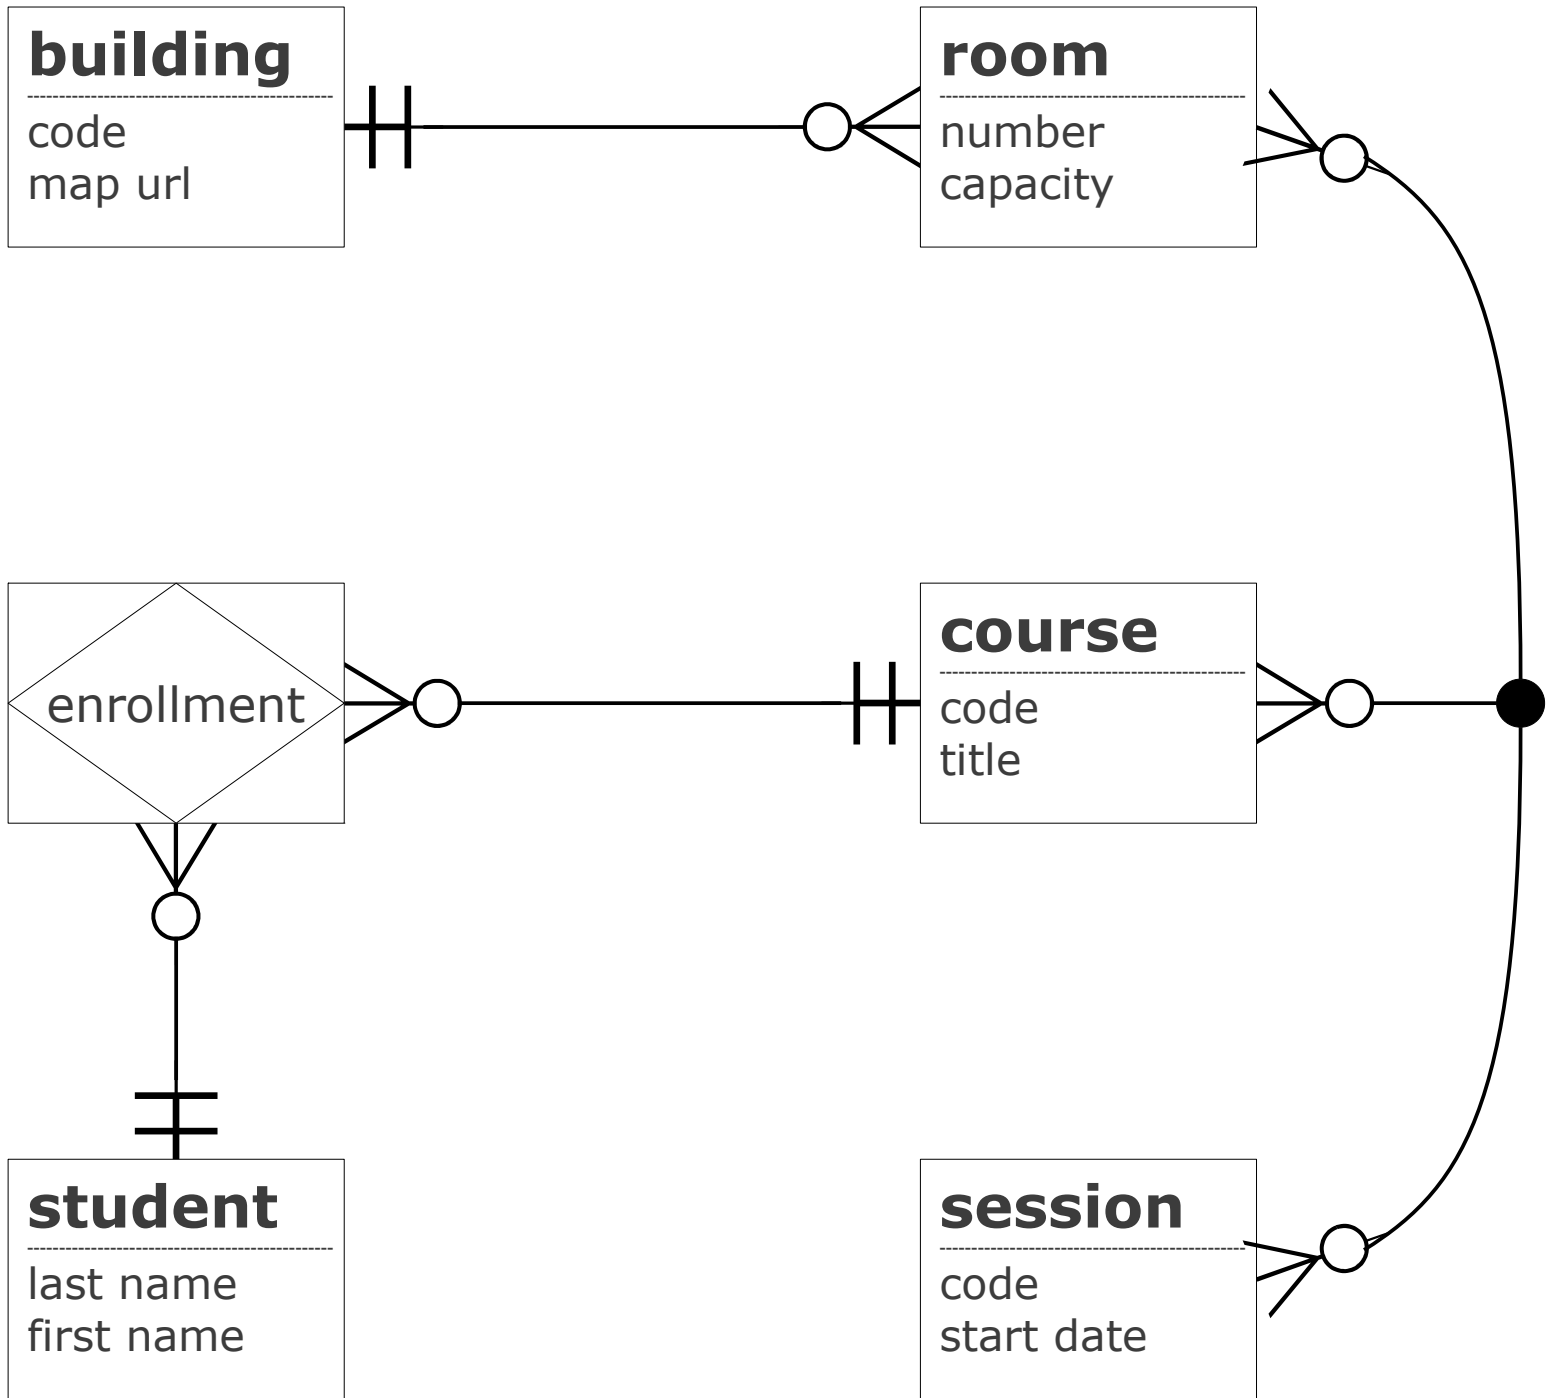 building
code
map url
room
number
capacity
enrollment
course
code
title
student
last name
first name
session
code
start date